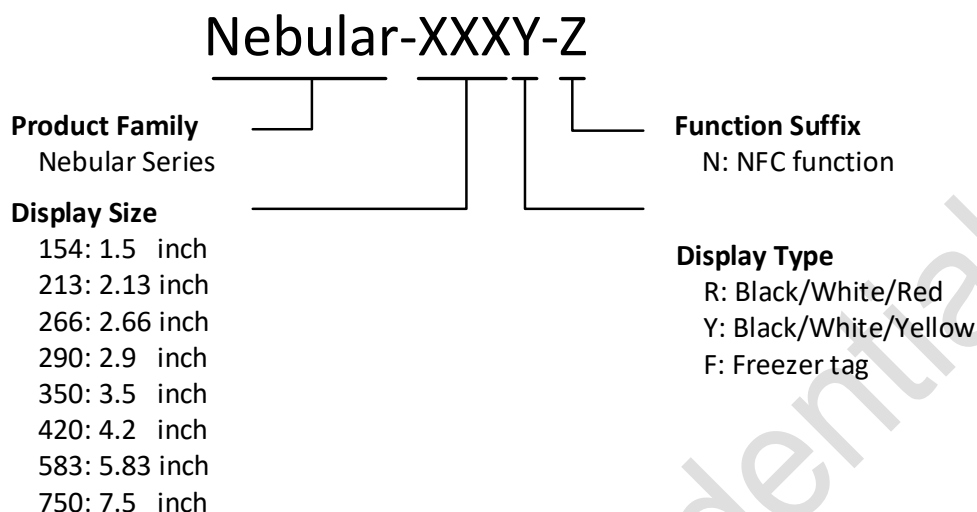 Nebular-XXXY-Z
Product Family
Nebular Series
Display Size
154: 1.5 inch
213: 2.13 inch
266: 2.66 inch
290: 2.9 inch
350: 3.5 inch
420: 4.2 inch
583: 5.83 inch
750: 7.5 inch
Function Suffix
N: NFC function
Display Type
R: Black/White/Red
Y: Black/White/Yellow
F: Freezer tag